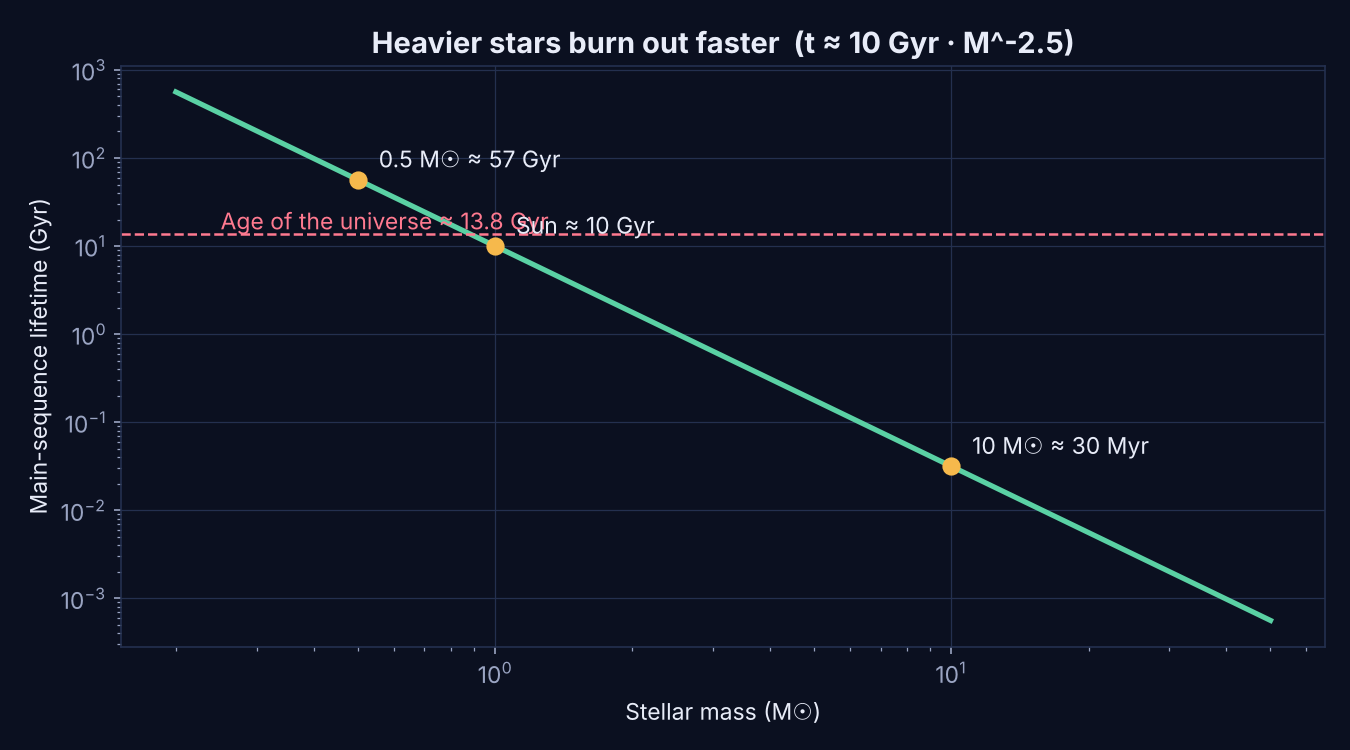 Heavier stars burn out faster (t ≈ 10 Gyr · M^-2.5)
10³
10²
10¹
10⁰
10⁻¹
10⁻²
10⁻³
Main-sequence lifetime (Gyr)
0.5 M☉ ≈ 57 Gyr
Age of the universe ≈ 13.8 Gyr
Sun ≈ 10 Gyr
10 M☉ ≈ 30 Myr
10⁰
10¹
Stellar mass (M☉)